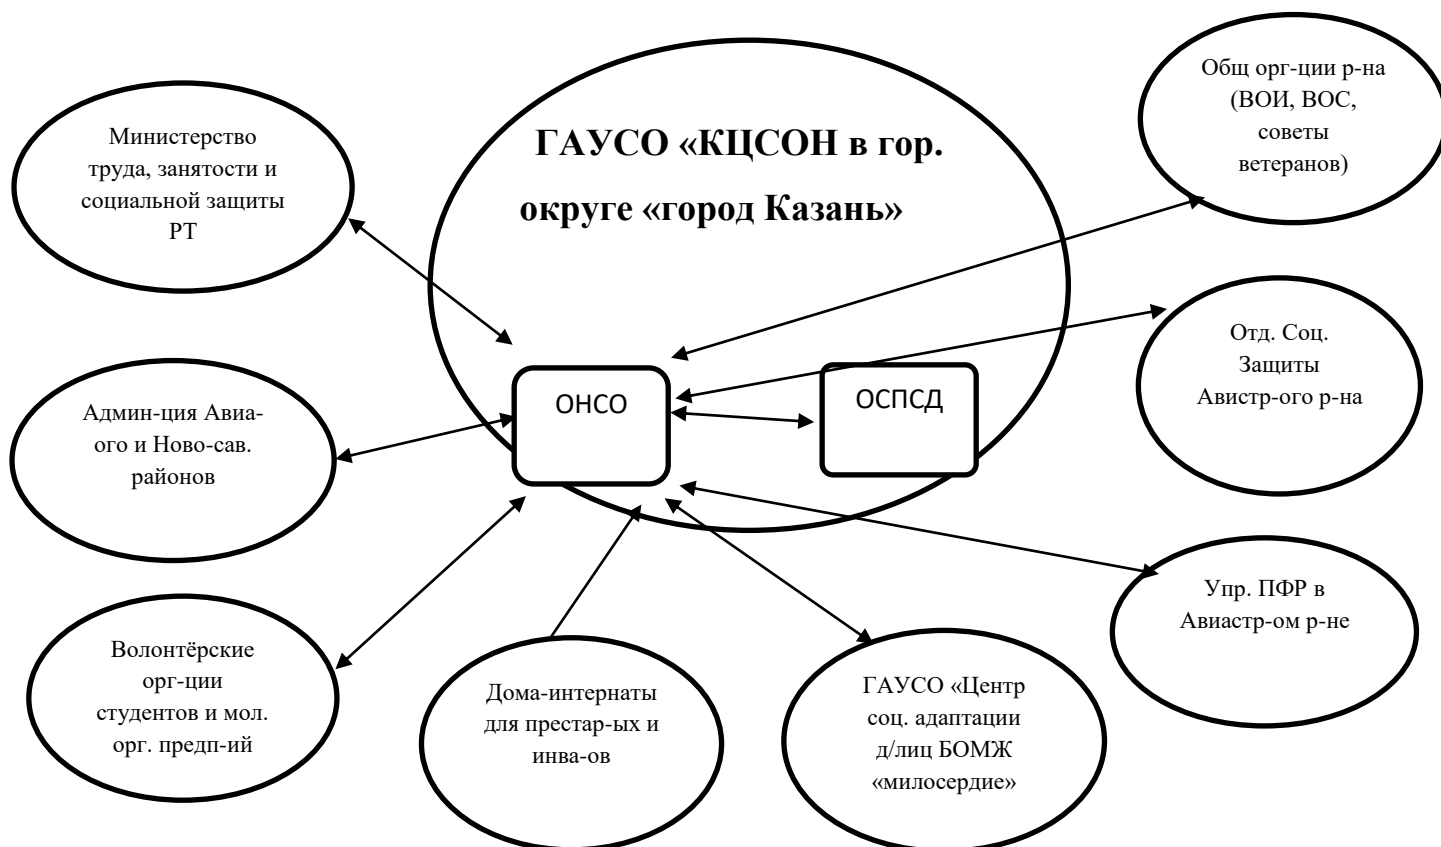 Министерство
труда, занятости и
социальной защиты
РТ
ГАУСО «КЦСОН в гор.
округе «город Казань»
Общ орг-ции р-на
(ВОИ, ВОС,
советы
ветеранов)
Отд. Соц.
Защиты
Авистр-ого р-на
Админ-ция Авиа-
ого и Ново-сав.
районов
ОНСО
ОСПСД
Упр. ПФР в
Авиастр-ом р-не
Волонтёрские
орг-ции
студентов и мол.
орг. предп-ий
Дома-интернаты
для престар-ых и
инва-ов
ГАУСО «Центр
соц. адаптации
д/лиц БОМЖ
«милосердие»